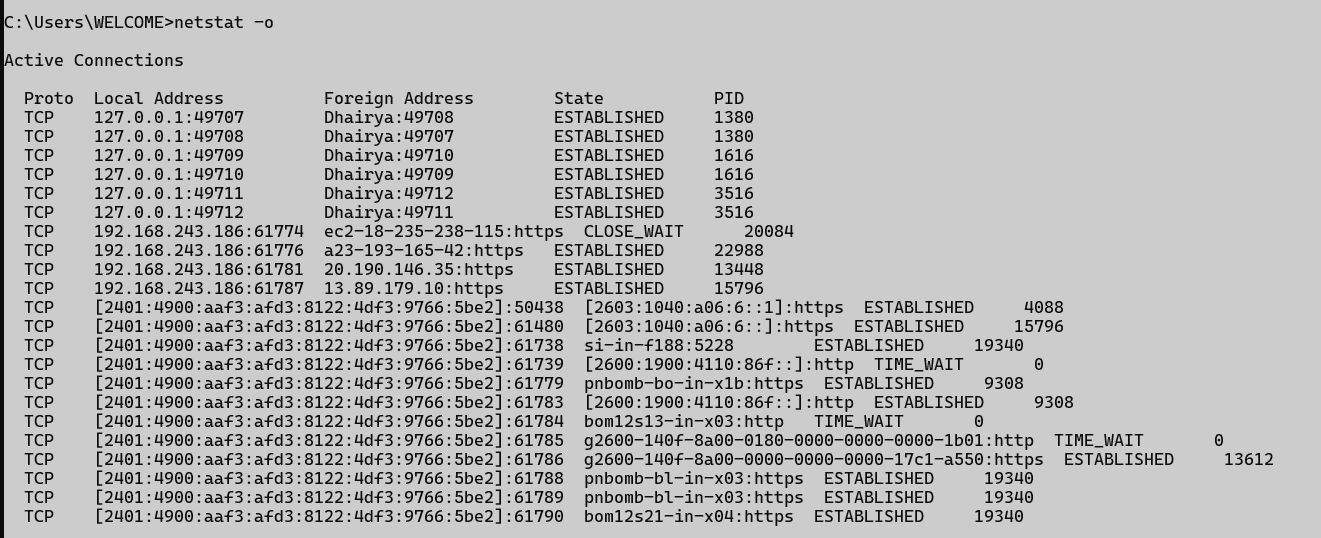 C:\Users\WELCOME>netstat -o
Active Connections
Proto  Local Address          Foreign Address        State           PID
TCP    127.0.0.1:49707        Dhairya:49708          ESTABLISHED     1380
TCP    127.0.0.1:49708        Dhairya:49707          ESTABLISHED     1380
TCP    127.0.0.1:49709        Dhairya:49710          ESTABLISHED     1616
TCP    127.0.0.1:49710        Dhairya:49709          ESTABLISHED     1616
TCP    127.0.0.1:49711        Dhairya:49712          ESTABLISHED     3516
TCP    127.0.0.1:49712        Dhairya:49711          ESTABLISHED     3516
TCP    192.168.243.186:61774  ec2-18-235-238-115:https  CLOSE_WAIT      20084
TCP    192.168.243.186:61776  a23-193-165-42:https   ESTABLISHED     22988
TCP    192.168.243.186:61781  20.190.146.35:https    ESTABLISHED     13448
TCP    192.168.243.186:61787  13.89.179.10:https     ESTABLISHED     15796
TCP    [2401:4900:aaf3:afd3:8122:4df3:9766:5be2]:50438  [2603:1040:a06:6::1]:https  ESTABLISHED     4088
TCP    [2401:4900:aaf3:afd3:8122:4df3:9766:5be2]:61480  [2603:1040:a06:6::]:https  ESTABLISHED     15796
TCP    [2401:4900:aaf3:afd3:8122:4df3:9766:5be2]:61738  si-in-f188:5228        ESTABLISHED     19340
TCP    [2401:4900:aaf3:afd3:8122:4df3:9766:5be2]:61739  [2600:1900:4110:86f::]:http  TIME_WAIT       0
TCP    [2401:4900:aaf3:afd3:8122:4df3:9766:5be2]:61779  pnbomb-bo-in-x1b:https  ESTABLISHED     9308
TCP    [2401:4900:aaf3:afd3:8122:4df3:9766:5be2]:61783  [2600:1900:4110:86f::]:http  ESTABLISHED     9308
TCP    [2401:4900:aaf3:afd3:8122:4df3:9766:5be2]:61784  bom12s13-in-x03:http   TIME_WAIT       0
TCP    [2401:4900:aaf3:afd3:8122:4df3:9766:5be2]:61785  g2600-140f-8a00-0180-0000-0000-0000-1b01:http  TIME_WAIT       0
TCP    [2401:4900:aaf3:afd3:8122:4df3:9766:5be2]:61786  g2600-140f-8a00-0000-0000-0000-17c1-a550:https  ESTABLISHED     13612
TCP    [2401:4900:aaf3:afd3:8122:4df3:9766:5be2]:61788  pnbomb-bl-in-x03:https  ESTABLISHED     19340
TCP    [2401:4900:aaf3:afd3:8122:4df3:9766:5be2]:61789  pnbomb-bl-in-x03:https  ESTABLISHED     19340
TCP    [2401:4900:aaf3:afd3:8122:4df3:9766:5be2]:61790  bom12s21-in-x04:https  ESTABLISHED     19340